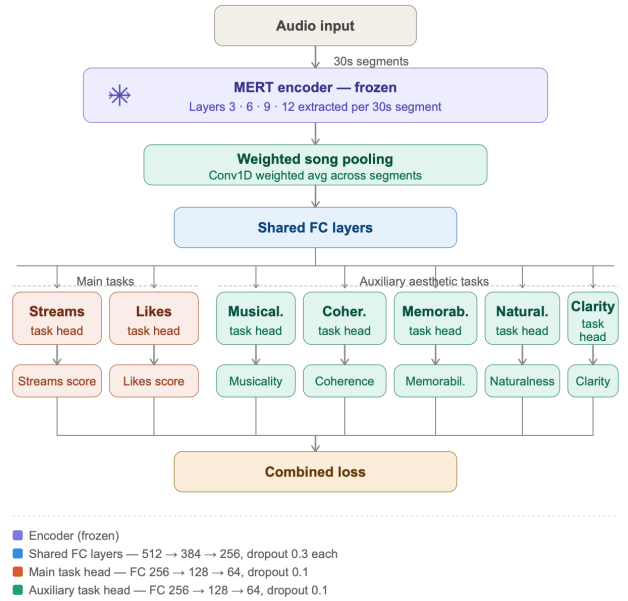 Audio input
30s segments
MERT encoder — frozen
Layers 3 · 6 · 9 · 12 extracted per 30s segment
Weighted song pooling
Conv1D weighted avg across segments
Shared FC layers
Main tasks
Auxiliary aesthetic tasks
Streams
task head
Likes
task head
Musical.
task head
Coher.
task head
Memorab.
task head
Natural.
task head
Clarity
task
head
Streams score
Likes score
Musicality
Coherence
Memorabil.
Naturalness
Clarity
Combined loss
Encoder (frozen)
Shared FC layers — 512 → 384 → 256, dropout 0.3 each
Main task head — FC 256 → 128 → 64, dropout 0.1
Auxiliary task head — FC 256 → 128 → 64, dropout 0.1